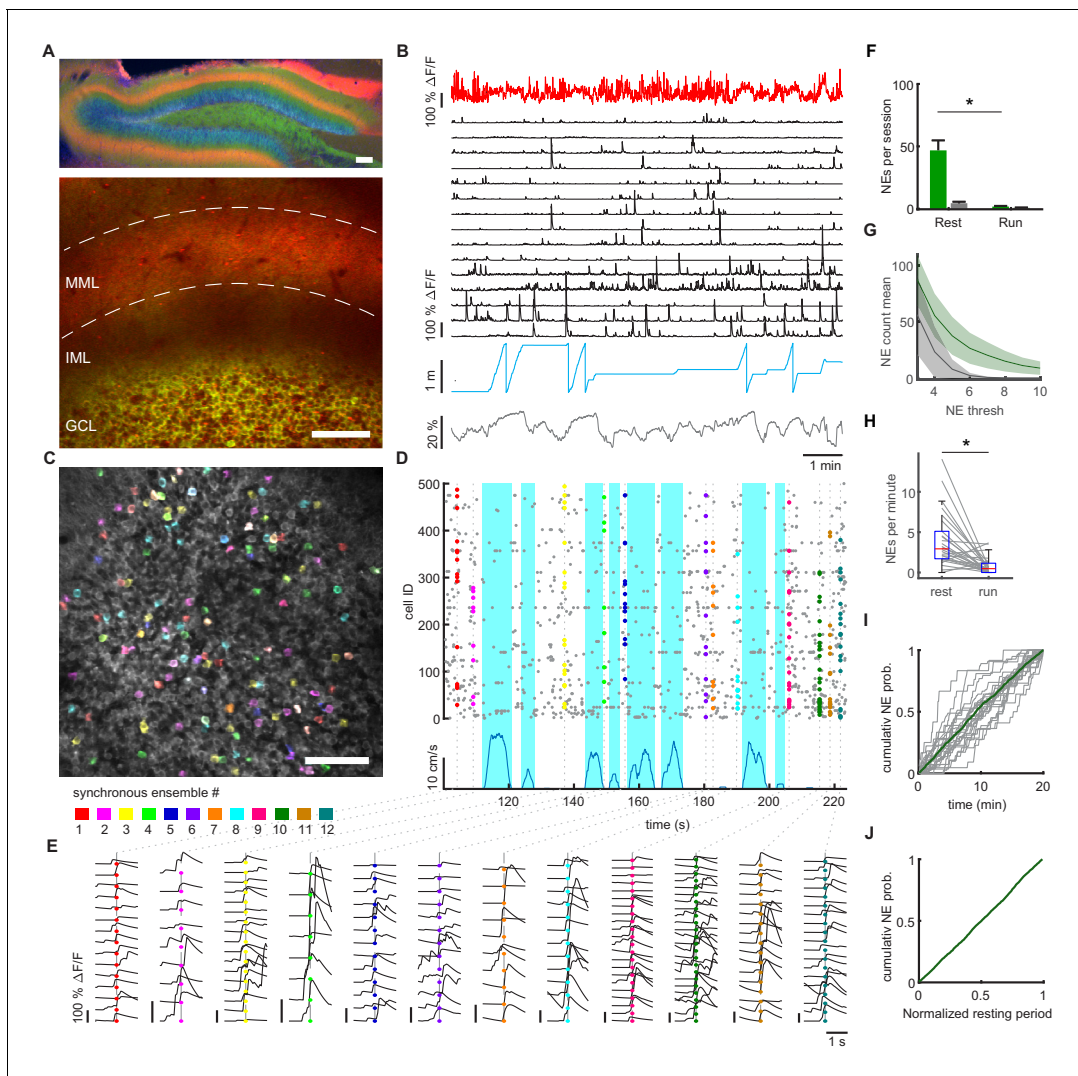 A
MML
IML
GCL
B
100 % ΔF/F
100 % ΔF/F
1 m
20 %
1 min
C
synchronous ensemble #
1 2 3 4 5 6 7 8 9 10 11 12
D
500
400
300
200
100
0
cell ID
10 cm/s
120 140 160 180 200 220
time (s)
E
100 % ΔF/F
1 s
F
100
50
0
NEs per session
*
Rest Run
G
100
50
0
NE count mean
4 6 8 10
NE thresh
H
*
10
5
0
NEs per minute
rest run
I
1
0.5
0
cumulativ NE prob.
0 10 20
time (min)
J
1
0.5
0
cumulativ NE prob.
0 0.5 1
Normalized resting period